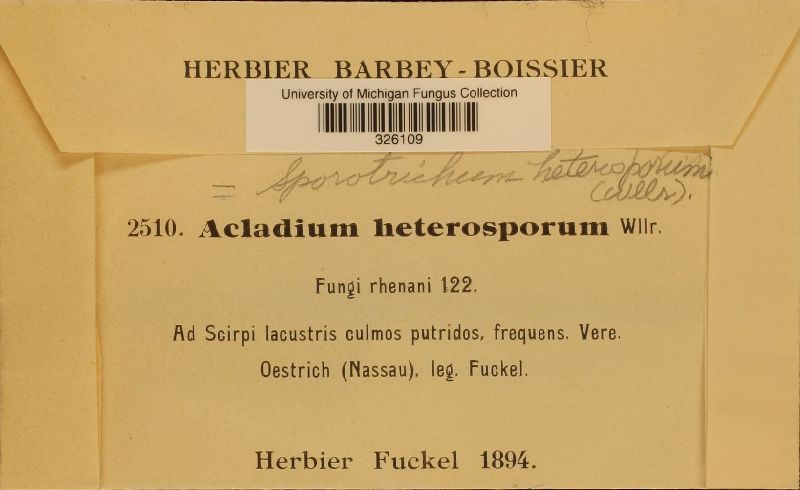 HERBIER BARBEY-BOISSIER
University of Michigan Fungus Collection
326109
= Sporotrichum heterosporum
(Wllr).
2510. Acladium heterosporum Wllr.
Fungi rhenani 122.
Ad Scirpi lacustris culmos putridos, frequens. Vere.
Oestrich (Nassau), leg. Fuckel.
Herbier Fuckel 1894.